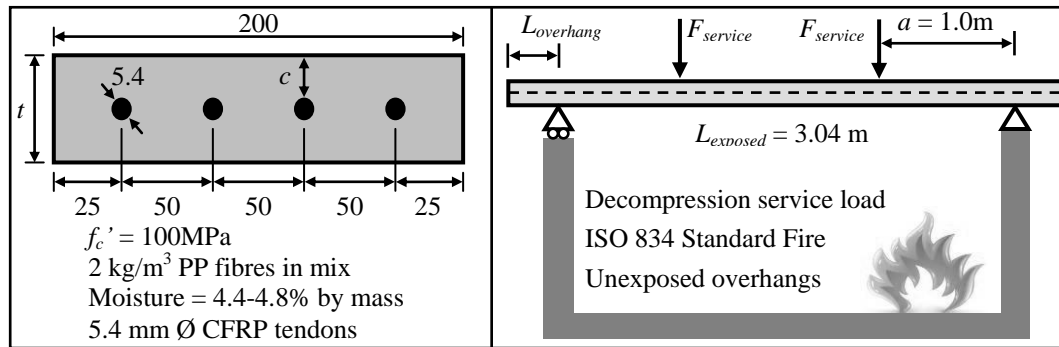 200
5.4
c
t
25 50 50 50 25
f_c' = 100MPa
2 kg/m³ PP fibres in mix
Moisture = 4.4-4.8% by mass
5.4 mm Ø CFRP tendons
L_overhang
F_service
F_service
a = 1.0m
L_exposed = 3.04 m
Decompression service load
ISO 834 Standard Fire
Unexposed overhangs